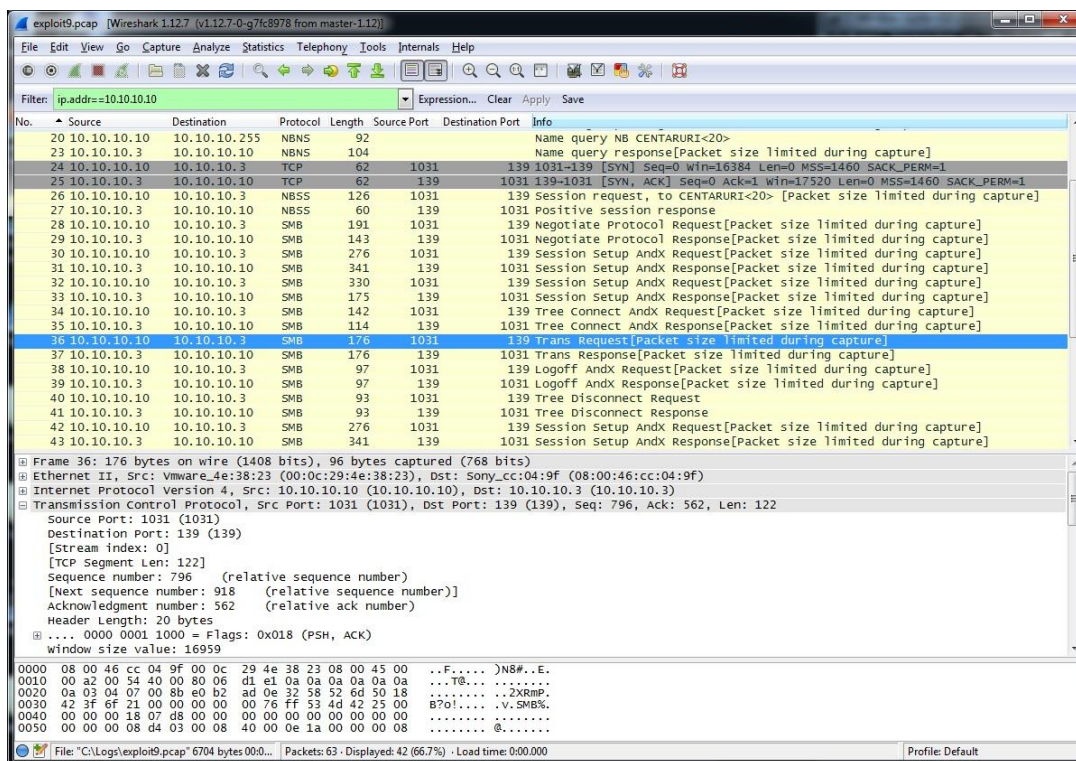 exploit9.pcap [Wireshark 1.12.7 (v1.12.7-0-g7fc8978 from master-1.12)]
File Edit View Go Capture Analyze Statistics Telephony Tools Internals Help
Filter: ip.addr==10.10.10.10 Expression... Clear Apply Save
No. Source Destination Protocol Length Source Port Destination Port Info
20 10.10.10.10 10.10.10.255 NBNS 92 Name query NB CENTARURI<20>
23 10.10.10.3 10.10.10.10 NBNS 104 Name query response[Packet size limited during capture]
24 10.10.10.10 10.10.10.3 TCP 62 1031 139 1031→139 [SYN] Seq=0 Win=16384 Len=0 MSS=1460 SACK_PERM=1
25 10.10.10.3 10.10.10.10 TCP 62 139 1031 139→1031 [SYN, ACK] Seq=0 Ack=1 Win=17520 Len=0 MSS=1460 SACK_PERM=1
26 10.10.10.10 10.10.10.3 NBSS 126 1031 139 Session request, to CENTARURI<20> [Packet size limited during capture]
27 10.10.10.3 10.10.10.10 NBSS 60 139 1031 Positive session response
28 10.10.10.10 10.10.10.3 SMB 191 1031 139 Negotiate Protocol Request[Packet size limited during capture]
29 10.10.10.3 10.10.10.10 SMB 143 139 1031 Negotiate Protocol Response[Packet size limited during capture]
30 10.10.10.10 10.10.10.3 SMB 276 1031 139 Session Setup AndX Request[Packet size limited during capture]
31 10.10.10.3 10.10.10.10 SMB 341 139 1031 Session Setup AndX Response[Packet size limited during capture]
32 10.10.10.10 10.10.10.3 SMB 330 1031 139 Session Setup AndX Request[Packet size limited during capture]
33 10.10.10.3 10.10.10.10 SMB 175 139 1031 Session Setup AndX Response[Packet size limited during capture]
34 10.10.10.10 10.10.10.3 SMB 142 1031 139 Tree Connect AndX Request[Packet size limited during capture]
35 10.10.10.3 10.10.10.10 SMB 114 139 1031 Tree Connect AndX Response[Packet size limited during capture]
36 10.10.10.10 10.10.10.3 SMB 176 1031 139 Trans Request[Packet size limited during capture]
37 10.10.10.3 10.10.10.10 SMB 176 139 1031 Trans Response[Packet size limited during capture]
38 10.10.10.10 10.10.10.3 SMB 97 1031 139 Logoff AndX Request[Packet size limited during capture]
39 10.10.10.3 10.10.10.10 SMB 97 139 1031 Logoff AndX Response[Packet size limited during capture]
40 10.10.10.10 10.10.10.3 SMB 93 1031 139 Tree Disconnect Request
41 10.10.10.3 10.10.10.10 SMB 93 139 1031 Tree Disconnect Response
42 10.10.10.10 10.10.10.3 SMB 276 1031 139 Session Setup AndX Request[Packet size limited during capture]
43 10.10.10.3 10.10.10.10 SMB 341 139 1031 Session Setup AndX Response[Packet size limited during capture]
Frame 36: 176 bytes on wire (1408 bits), 96 bytes captured (768 bits)
Ethernet II, Src: Vmware_4e:38:23 (00:0c:29:4e:38:23), Dst: Sony_cc:04:9f (08:00:46:cc:04:9f)
Internet Protocol Version 4, Src: 10.10.10.10 (10.10.10.10), Dst: 10.10.10.3 (10.10.10.3)
Transmission Control Protocol, Src Port: 1031 (1031), Dst Port: 139 (139), Seq: 796, Ack: 562, Len: 122
Source Port: 1031 (1031)
Destination Port: 139 (139)
[Stream index: 0]
[TCP Segment Len: 122]
Sequence number: 796 (relative sequence number)
[Next sequence number: 918 (relative sequence number)]
Acknowledgment number: 562 (relative ack number)
Header Length: 20 bytes
.... 0000 0001 1000 = Flags: 0x018 (PSH, ACK)
Window size value: 16959
0000 08 00 46 cc 04 9f 00 0c 29 4e 38 23 08 00 45 00 ..F..... )N8#..E.
0010 00 a2 00 54 40 00 80 06 d1 e1 0a 0a 0a 0a 0a 0a ...T@... ........
0020 0a 03 04 07 00 8b e0 b2 ad 0e 32 58 52 6d 50 18 ........ ..2XRmP.
0030 42 3f 6f 21 00 00 00 00 00 76 ff 53 4d 42 25 00 B?o!.... .v.SMB%.
0040 00 00 00 18 07 d8 00 00 00 00 00 00 00 00 00 00 ........ ........
0050 00 00 00 08 d4 03 00 08 40 00 0e 1a 00 00 00 08 ........ @.......
File: "C:\Logs\exploit9.pcap" 6704 bytes 00:0... Packets: 63 · Displayed: 42 (66.7%) · Load time: 0:00.000 Profile: Default